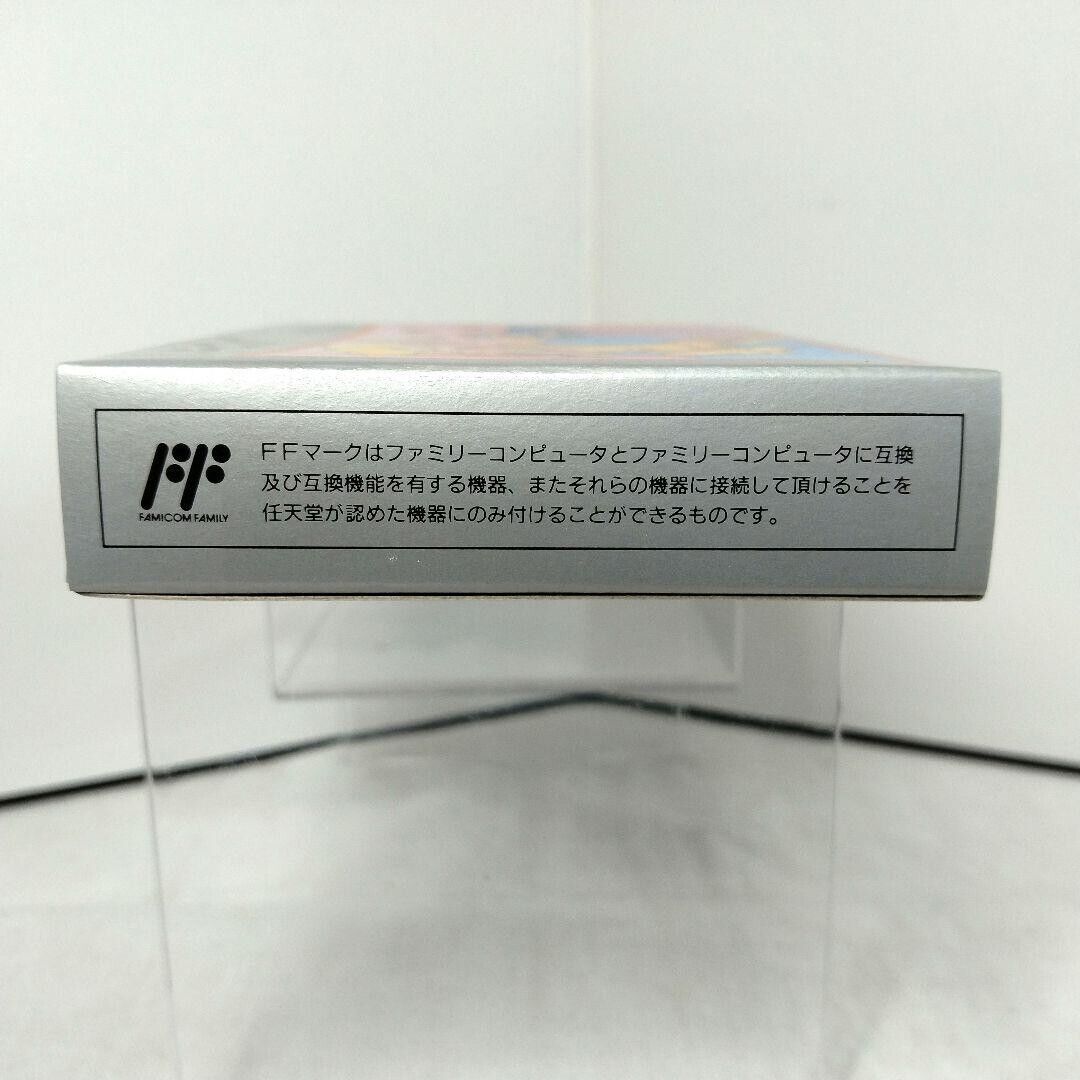 FFマークはファミリーコンピュータとファミリーコンピュータに互換
及び互換機能を有する機器、またそれらの機器に接続して頂けることを
任天堂が認めた機器にのみ付けることができるものです。
FF
FAMICOM FAMILY